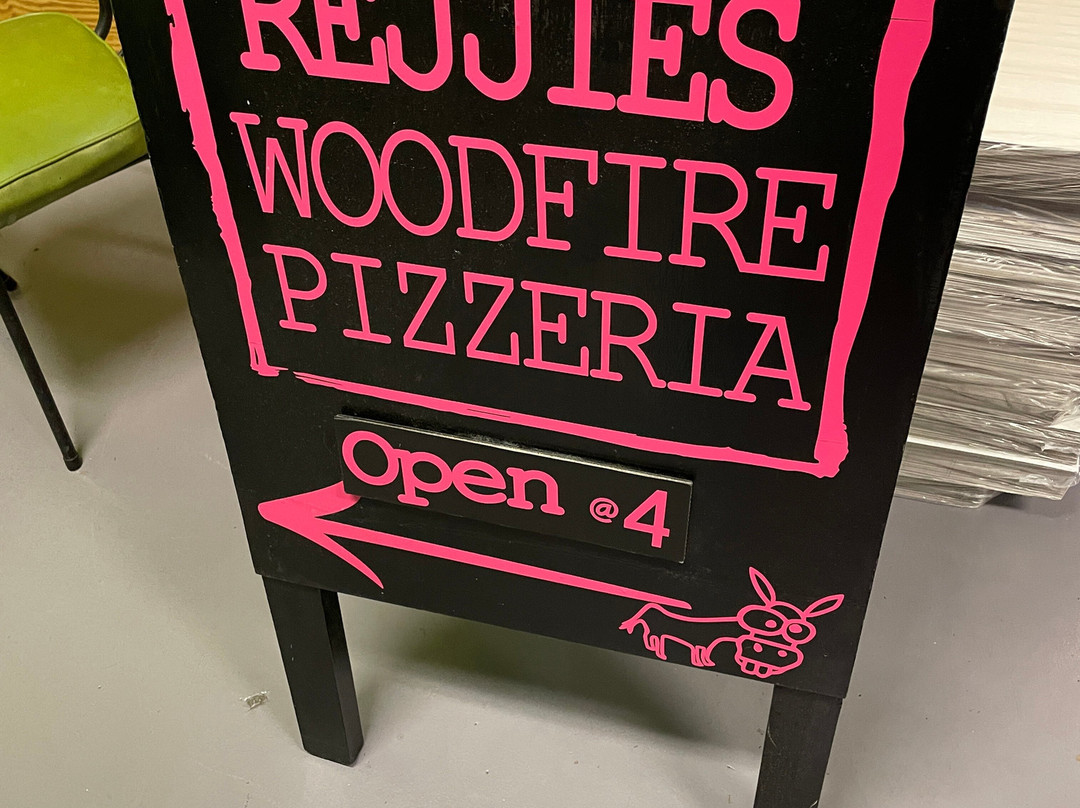 REJJIES
WOODFIRE
PIZZERIA
Open @4